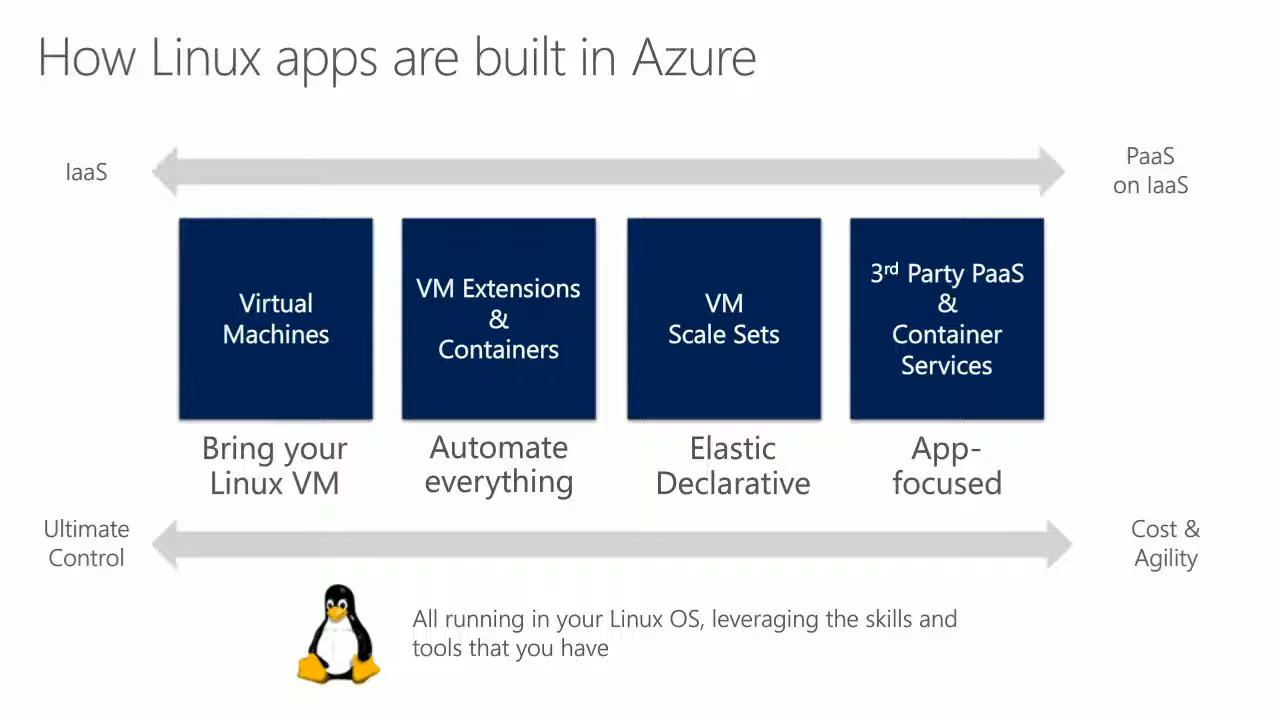 How Linux apps are built in Azure
IaaS
PaaS
on IaaS
Virtual
Machines
VM Extensions
&
Containers
VM
Scale Sets
3rd Party PaaS
&
Container
Services
Bring your
Linux VM
Automate
everything
Elastic
Declarative
App-
focused
Ultimate
Control
Cost &
Agility
All running in your Linux OS, leveraging the skills and
tools that you have